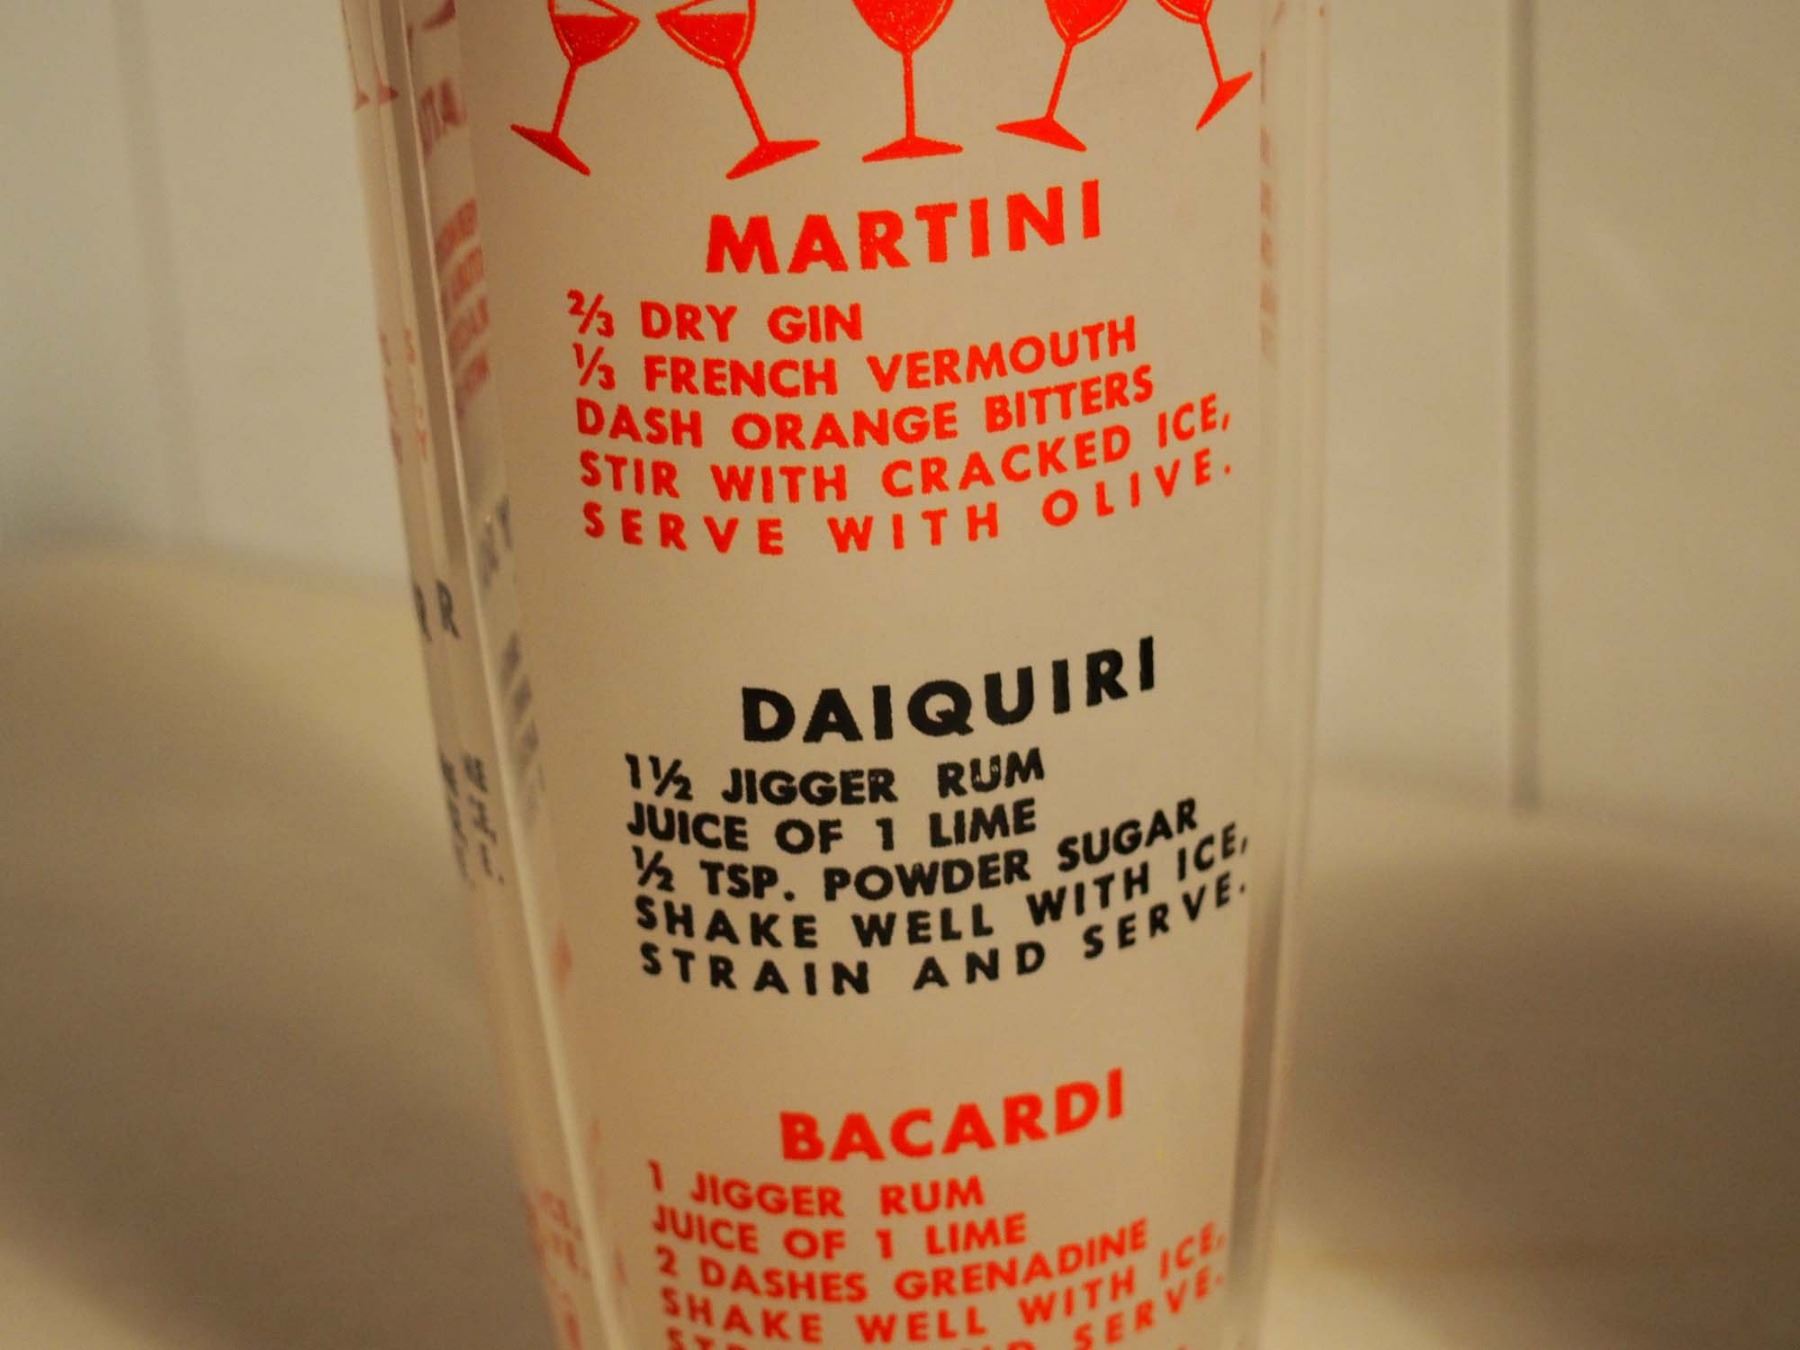 MARTINI
⅔ DRY GIN
⅓ FRENCH VERMOUTH
DASH ORANGE BITTERS
STIR WITH CRACKED ICE,
SERVE WITH OLIVE.
DAIQUIRI
1½ JIGGER RUM
JUICE OF 1 LIME
½ TSP. POWDER SUGAR
SHAKE WELL WITH ICE,
STRAIN AND SERVE.
BACARDI
1 JIGGER RUM
JUICE OF 1 LIME
2 DASHES GRENADINE
SHAKE WELL WITH ICE,
SERVE.